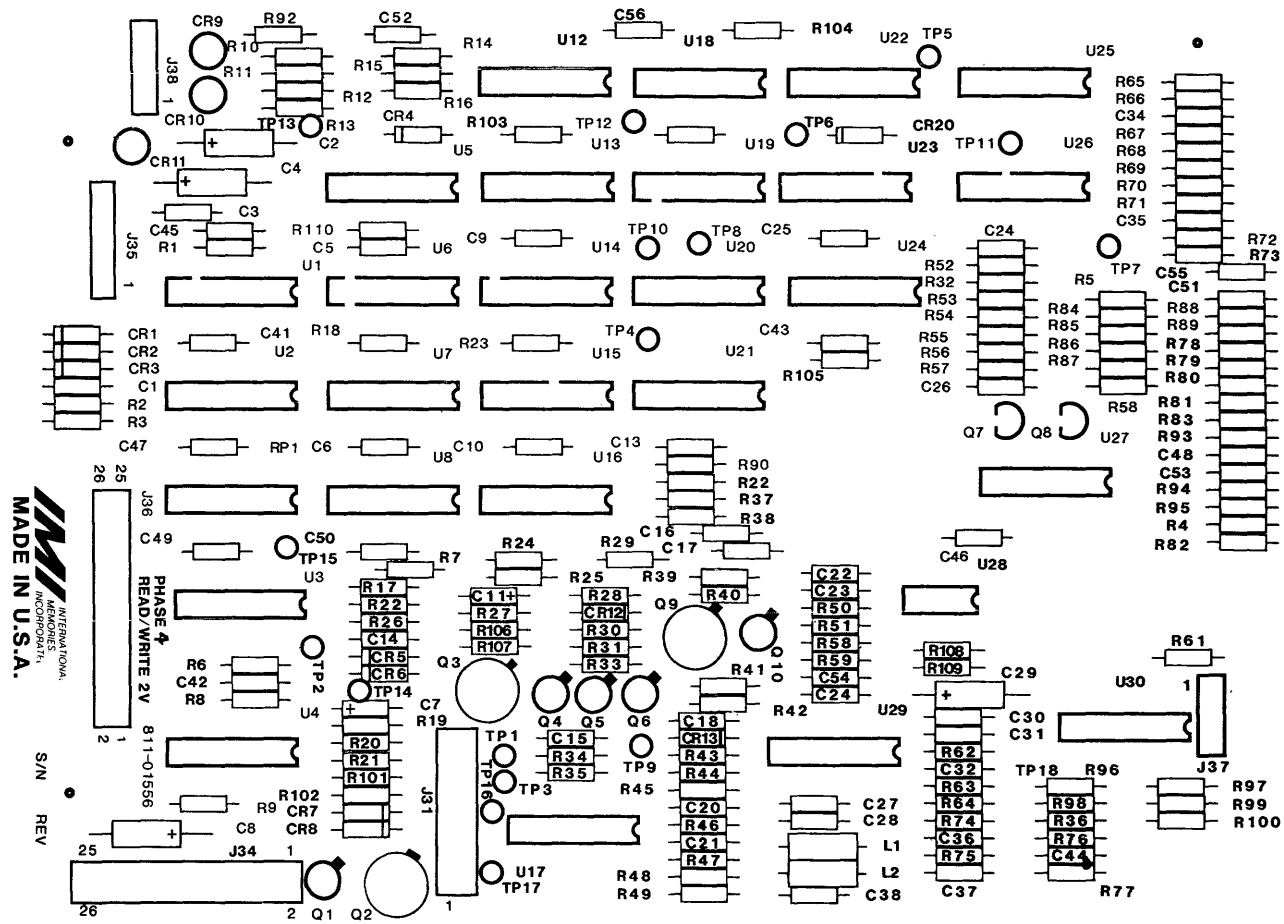 CR9 R92 C52 C56 R104 TP5
U12 U18 U22 U25
R10 R14
J38 R11 R15 R65
R12 R16 R66
1 C34
CR10 TP13 R13 CR4 R103 TP12 TP6 CR20 R67
C2 U5 U13 U19 U23 TP11 U26 R68
CR11 C4 R69
R70
C3 R71
C45 R110 C9 TP10 TP8 C25 C24 C35
R1 C5 U6 U14 U20 U24 R72
J35 R73
U1 R52 TP7 C55
1 R32 R5 C51
R53 R84 R88
CR1 C41 R18 R23 TP4 C43 R54 R85 R89
CR2 U2 U7 U15 U21 R55 R86 R78
CR3 R105 R56 R87 R79
C1 R57 R80
R2 C26 R58 R81
R3 Q7 Q8 U27 R83
C47 RP1 C6 U8 C10 U16 C13 R93
26 25 J36 R90 C48
R22 C53
R37 R94
R38 R95
C49 C50 C16 C17 C46 U28 R4
TP15 R7 R24 R29 R82
U3 R25 R39
R17 C11+ R28 R40 C22
R22 R27 CR12 Q9 C23
R26 R106 R30 Q10 R50
C14 R107 R31 R51
CR5 R33 R58
CR6 Q3 R41 R59
R6 TP2 TP14 C54 R108 R61
C42 C24 R109
R8 U4 C7 Q4 Q5 Q6 R42 U29 C29 U30 1
R19 C18 C30
R20 TP1 C15 CR13 C31
R21 TP16 R34 TP9 R43 R62
R101 TP3 R35 R44 C32 TP18 R96 J37
R102 J31 R45 R63 R97
R9 CR7 C20 C27 R64 R98 R99
C8 CR8 R46 C28 R74 R36 R100
J34 C21 C36 R76
25 1 U17 R47 L1 R75 C44
26 2 TP17 R48 L2 C37 R77
Q1 Q2 1 R49 C38
IMI
INTERNATIONAL
MEMORIES
MADE IN U.S.A.
PHASE 4
READ/WRITE 2V
2 1
811-01556
S/N REV